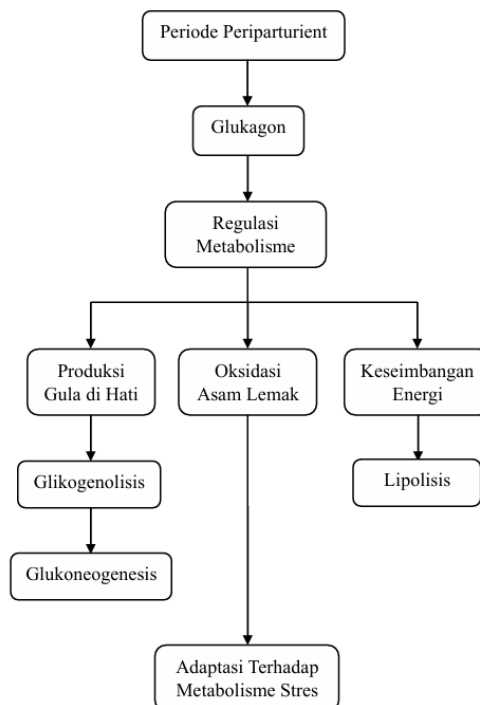 Periode Periparturient
Glukagon
Regulasi
Metabolisme
Produksi
Gula di Hati
Oksidasi
Asam Lemak
Keseimbangan
Energi
Glikogenolisis
Lipolisis
Glukoneogenesis
Adaptasi Terhadap
Metabolisme Stres